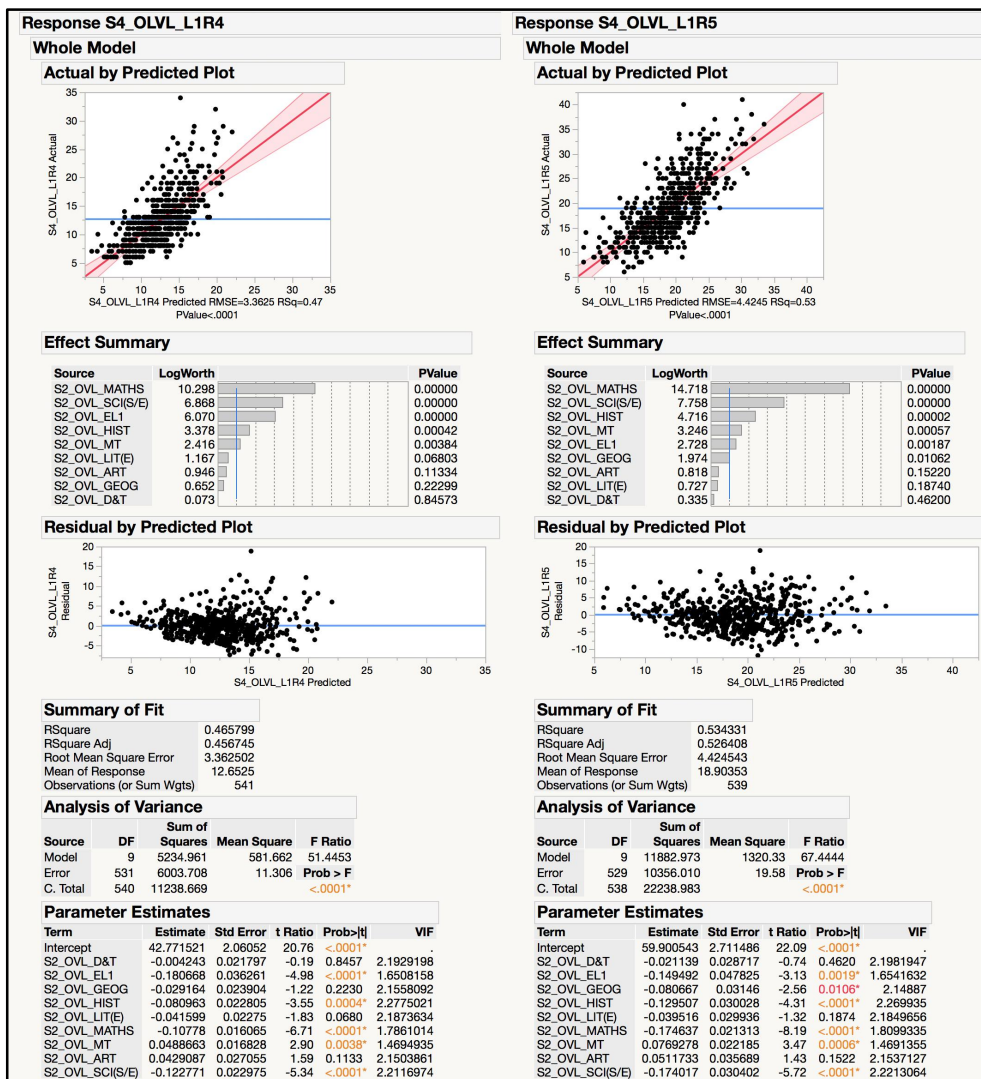 Response S4_OLVL_L1R4
Whole Model
Actual by Predicted Plot
35
30
25
20
15
10
5
S4_OLVL_L1R4 Actual
5 10 15 20 25 30 35
S4_OLVL_L1R4 Predicted RMSE=3.3625 RSq=0.47
PValue<.0001
Effect Summary
Source LogWorth PValue
S2_OVL_MATHS 10.298 0.00000
S2_OVL_SCI(S/E) 6.868 0.00000
S2_OVL_EL1 6.070 0.00000
S2_OVL_HIST 3.378 0.00042
S2_OVL_MT 2.416 0.00384
S2_OVL_LIT(E) 1.167 0.06803
S2_OVL_ART 0.946 0.11334
S2_OVL_GEOG 0.652 0.22299
S2_OVL_D&T 0.073 0.84573
Residual by Predicted Plot
20
15
10
5
0
-5
S4_OLVL_L1R4
Residual
5 10 15 20 25 30 35
S4_OLVL_L1R4 Predicted
Summary of Fit
RSquare 0.465799
RSquare Adj 0.456745
Root Mean Square Error 3.362502
Mean of Response 12.6525
Observations (or Sum Wgts) 541
Analysis of Variance
Sum of
Source DF Squares Mean Square F Ratio
Model 9 5234.961 581.662 51.4453
Error 531 6003.708 11.306 Prob > F
C. Total 540 11238.669 <.0001*
Parameter Estimates
Term Estimate Std Error t Ratio Prob>|t| VIF
Intercept 42.771521 2.06052 20.76 <.0001* .
S2_OVL_D&T -0.004243 0.021797 -0.19 0.8457 2.1929198
S2_OVL_EL1 -0.180668 0.036261 -4.98 <.0001* 1.6508158
S2_OVL_GEOG -0.029164 0.023904 -1.22 0.2230 2.1558092
S2_OVL_HIST -0.080963 0.022805 -3.55 0.0004* 2.2775021
S2_OVL_LIT(E) -0.041599 0.02275 -1.83 0.0680 2.1873634
S2_OVL_MATHS -0.10778 0.016065 -6.71 <.0001* 1.7861014
S2_OVL_MT 0.0488663 0.016828 2.90 0.0038* 1.4694935
S2_OVL_ART 0.0429087 0.027055 1.59 0.1133 2.1503861
S2_OVL_SCI(S/E) -0.122771 0.022975 -5.34 <.0001* 2.2116974
Response S4_OLVL_L1R5
Whole Model
Actual by Predicted Plot
40
35
30
25
20
15
10
5
S4_OLVL_L1R5 Actual
5 10 15 20 25 30 35 40
S4_OLVL_L1R5 Predicted RMSE=4.4245 RSq=0.53
PValue<.0001
Effect Summary
Source LogWorth PValue
S2_OVL_MATHS 14.718 0.00000
S2_OVL_SCI(S/E) 7.758 0.00000
S2_OVL_HIST 4.716 0.00002
S2_OVL_MT 3.246 0.00057
S2_OVL_EL1 2.728 0.00187
S2_OVL_GEOG 1.974 0.01062
S2_OVL_ART 0.818 0.15220
S2_OVL_LIT(E) 0.727 0.18740
S2_OVL_D&T 0.335 0.46200
Residual by Predicted Plot
20
15
10
5
0
-5
-10
S4_OLVL_L1R5
Residual
5 10 15 20 25 30 35 40
S4_OLVL_L1R5 Predicted
Summary of Fit
RSquare 0.534331
RSquare Adj 0.526408
Root Mean Square Error 4.424543
Mean of Response 18.90353
Observations (or Sum Wgts) 539
Analysis of Variance
Sum of
Source DF Squares Mean Square F Ratio
Model 9 11882.973 1320.33 67.4444
Error 529 10356.010 19.58 Prob > F
C. Total 538 22238.983 <.0001*
Parameter Estimates
Term Estimate Std Error t Ratio Prob>|t| VIF
Intercept 59.900543 2.711486 22.09 <.0001* .
S2_OVL_D&T -0.021139 0.028717 -0.74 0.4620 2.1981947
S2_OVL_EL1 -0.149492 0.047825 -3.13 0.0019* 1.6541632
S2_OVL_GEOG -0.080667 0.03146 -2.56 0.0106* 2.14887
S2_OVL_HIST -0.129507 0.030028 -4.31 <.0001* 2.269935
S2_OVL_LIT(E) -0.039516 0.029936 -1.32 0.1874 2.1849656
S2_OVL_MATHS -0.174637 0.021313 -8.19 <.0001* 1.8099335
S2_OVL_MT 0.0769278 0.022185 3.47 0.0006* 1.4691355
S2_OVL_ART 0.0511733 0.035689 1.43 0.1522 2.1537127
S2_OVL_SCI(S/E) -0.174017 0.030402 -5.72 <.0001* 2.2213064